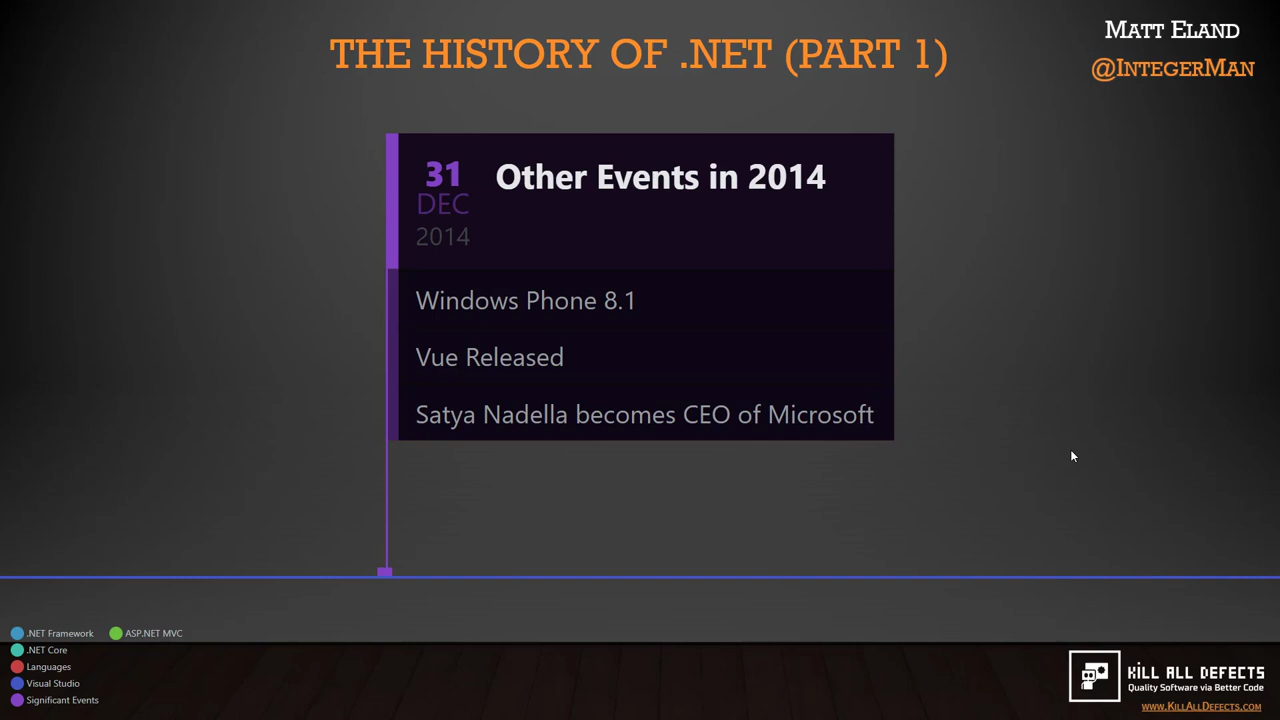 THE HISTORY OF .NET (PART 1)
MATT ELAND
@INTEGERMAN
31
DEC
2014
Other Events in 2014
Windows Phone 8.1
Vue Released
Satya Nadella becomes CEO of Microsoft
.NET Framework
ASP.NET MVC
.NET Core
Languages
Visual Studio
Significant Events
KILL ALL DEFECTS
Quality Software via Better Code
WWW.KILLALLDEFECTS.COM